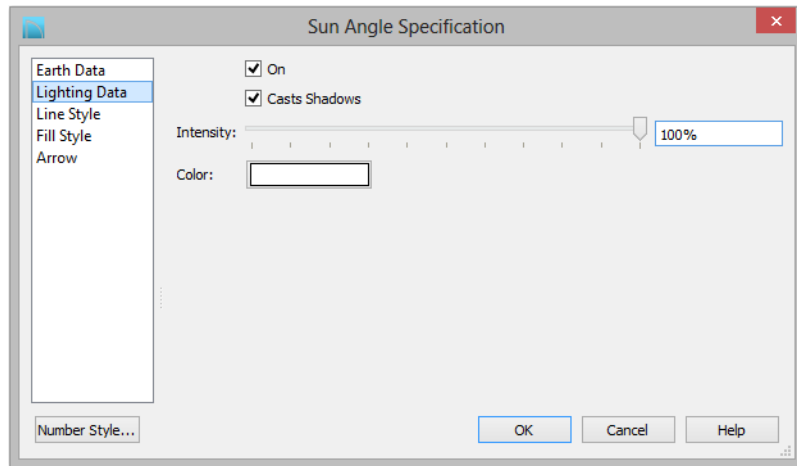 Sun Angle Specification
Earth Data
Lighting Data
Line Style
Fill Style
Arrow
On
Casts Shadows
Intensity:
100%
Color:
Number Style...
OK
Cancel
Help